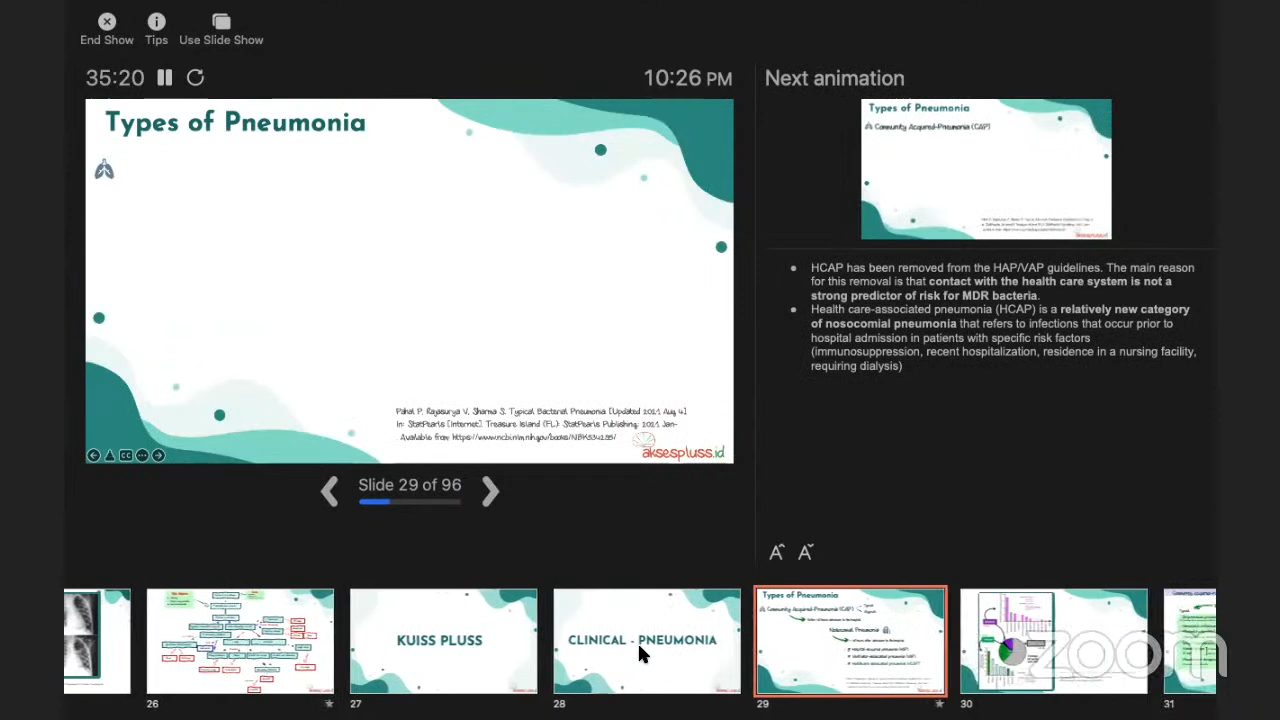 End Show
Tips
Use Slide Show
35:20
10:26 PM
Next animation
Types of Pneumonia
Pahal P, Rajasurya V, Sharma S. Typical Bacterial Pneumonia. [Updated 2021 Aug 4]
In: StatPearls [Internet]. Treasure Island (FL): StatPearls Publishing; 2021 Jan-
Available from: https://www.ncbi.nlm.nih.gov/books/NBK534295/
aksespluss.id
CC
Types of Pneumonia
Community Acquired-Pneumonia (CAP)
aksespluss.id
HCAP has been removed from the HAP/VAP guidelines. The main reason
for this removal is that contact with the health care system is not a
strong predictor of risk for MDR bacteria.
Health care-associated pneumonia (HCAP) is a relatively new category
of nosocomial pneumonia that refers to infections that occur prior to
hospital admission in patients with specific risk factors
(immunosuppression, recent hospitalization, residence in a nursing facility,
requiring dialysis)
Slide 29 of 96
A A
KUISS PLUSS
CLINICAL - PNEUMONIA
Types of Pneumonia
Community Acquired-Pneumonia (CAP)
Nosocomial Pneumonia
zoom
26
27
28
29
30
31